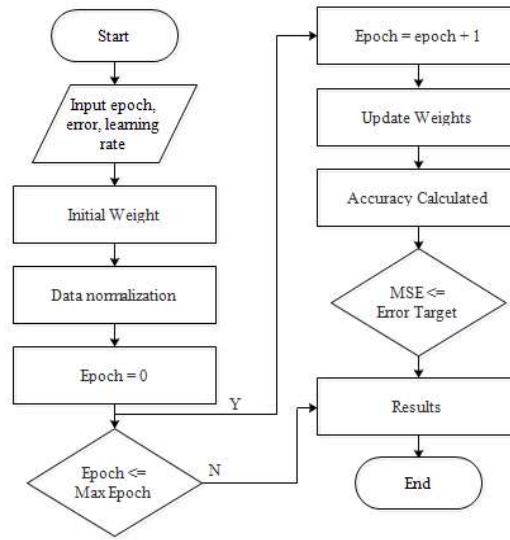 Start
Input epoch,
error, learning
rate
Initial Weight
Data normalization
Epoch = 0
Epoch <=
Max Epoch
Y
N
Epoch = epoch + 1
Update Weights
Accuracy Calculated
MSE <=
Error Target
Results
End